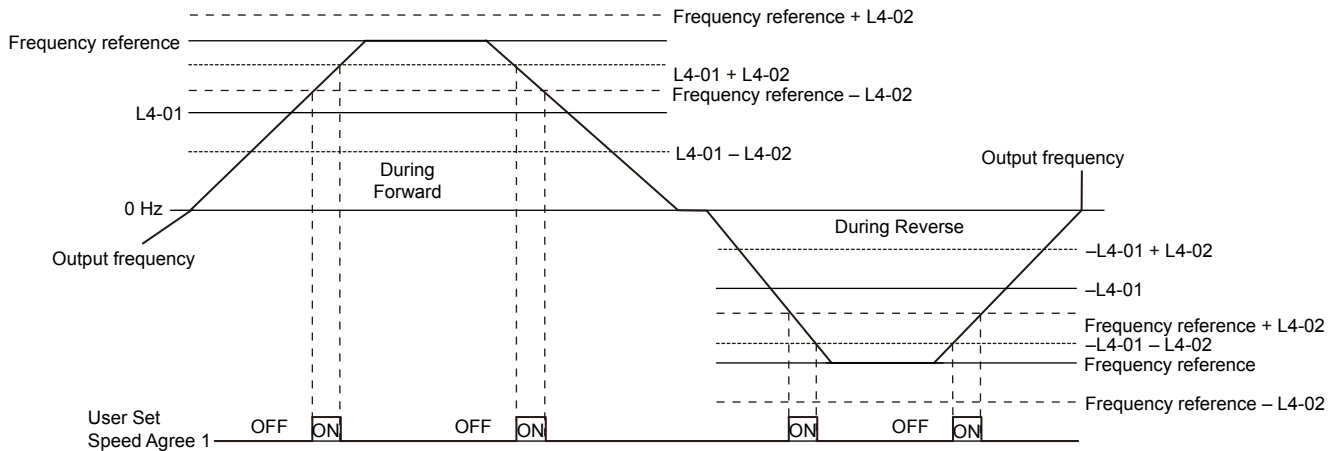 Frequency reference + L4-02
Frequency reference
L4-01 + L4-02
Frequency reference – L4-02
L4-01
L4-01 – L4-02
During
Forward
Output frequency
0 Hz
During Reverse
Output frequency
–L4-01 + L4-02
–L4-01
Frequency reference + L4-02
–L4-01 – L4-02
Frequency reference
Frequency reference – L4-02
User Set
Speed Agree 1
OFF
ON
OFF
ON
ON
OFF
ON